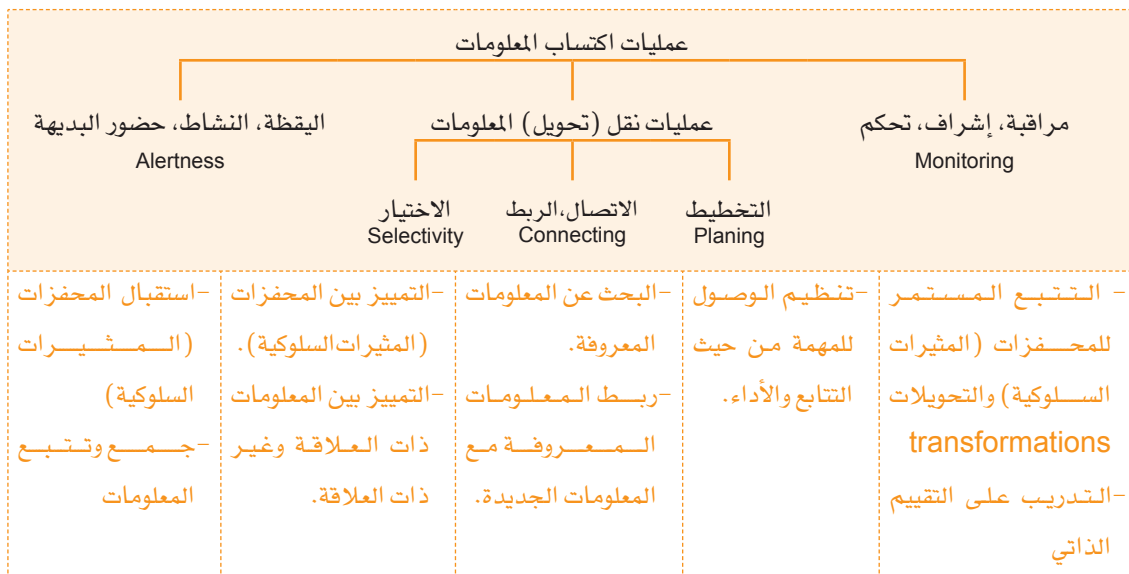 عمليات اكتساب المعلومات
مراقبة، إشراف، تحكم
Monitoring
عمليات نقل (تحويل) المعلومات
اليقظة، النشاط، حضور البديهة
Alertness
التخطيط
Planing
الاتصال،الربط
Connecting
الاختيار
Selectivity
- التتبع المستمر
للمحفزات (المثيرات
السلوكية) والتحويلات
transformations
-التدريب على التقييم
الذاتي
-تنظيم الوصول
للمهمة من حيث
التتابع والأداء.
-البحث عن المعلومات
المعروفة.
-ربط المعلومات
المعروفة مع
المعلومات الجديدة.
-التمييز بين المحفزات
(المثيرات السلوكية).
-التمييز بين المعلومات
ذات العلاقة وغير
ذات العلاقة.
-استقبال المحفزات
(المثيرات
السلوكية)
-جمع وتتبع
المعلومات